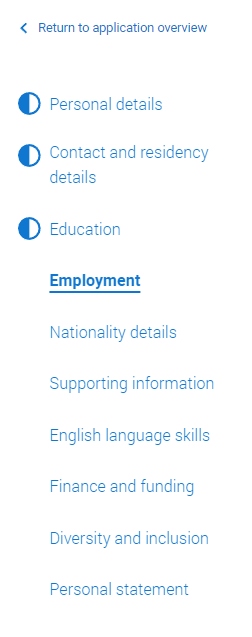 Return to application overview
Personal details
Contact and residency
details
Education
Employment
Nationality details
Supporting information
English language skills
Finance and funding
Diversity and inclusion
Personal statement